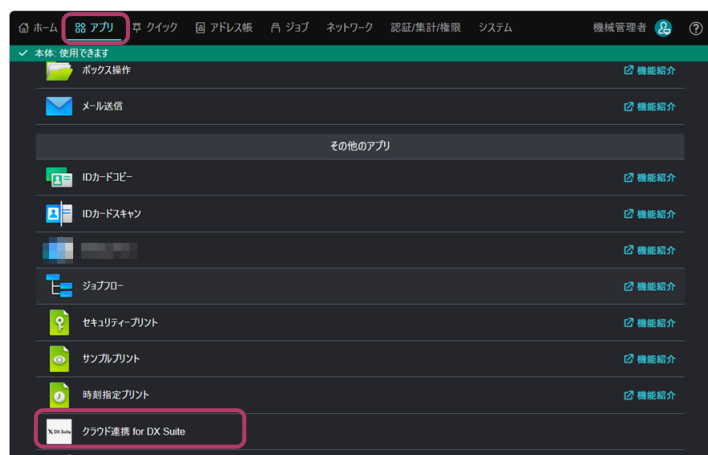 ホーム アプリ クイック アドレス帳 ジョブ ネットワーク 認証/集計/権限 システム 機械管理者
本体: 使用できます
ボックス操作 機能紹介
メール送信 機能紹介
その他のアプリ
IDカードコピー 機能紹介
IDカードスキャン 機能紹介
機能紹介
ジョブフロー 機能紹介
セキュリティープリント 機能紹介
サンプルプリント 機能紹介
時刻指定プリント 機能紹介
DX Suite クラウド連携 for DX Suite